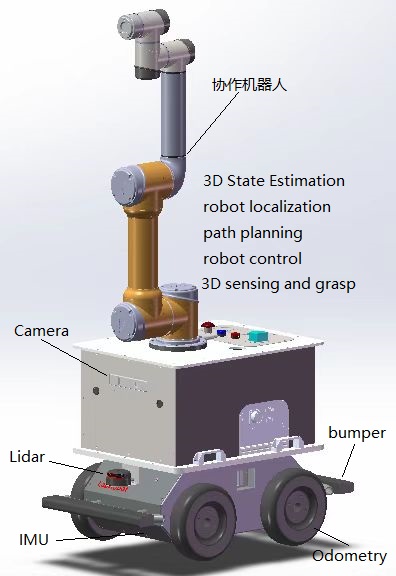 协作机器人
3D State Estimation
robot localization
path planning
robot control
3D sensing and grasp
Camera
Lidar
bumper
IMU
Odometry